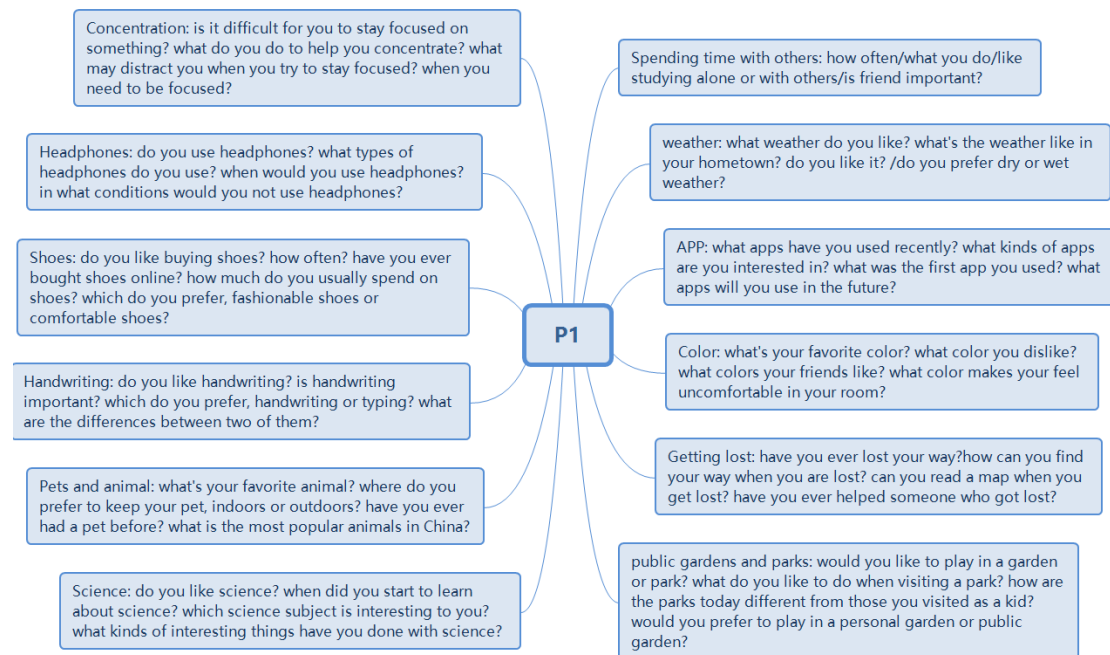 Concentration: is it difficult for you to stay focused on
something? what do you do to help you concentrate? what
may distract you when you try to stay focused? when you
need to be focused?
Headphones: do you use headphones? what types of
headphones do you use? when would you use headphones?
in what conditions would you not use headphones?
Shoes: do you like buying shoes? how often? have you ever
bought shoes online? how much do you usually spend on
shoes? which do you prefer, fashionable shoes or
comfortable shoes?
Handwriting: do you like handwriting? is handwriting
important? which do you prefer, handwriting or typing? what
are the differences between two of them?
Pets and animal: what's your favorite animal? where do you
prefer to keep your pet, indoors or outdoors? have you ever
had a pet before? what is the most popular animals in China?
Science: do you like science? when did you start to learn
about science? which science subject is interesting to you?
what kinds of interesting things have you done with science?
P1
Spending time with others: how often/what you do/like
studying alone or with others/is friend important?
weather: what weather do you like? what's the weather like in
your hometown? do you like it? /do you prefer dry or wet
weather?
APP: what apps have you used recently? what kinds of apps
are you interested in? what was the first app you used? what
apps will you use in the future?
Color: what's your favorite color? what color you dislike?
what colors your friends like? what color makes your feel
uncomfortable in your room?
Getting lost: have you ever lost your way?how can you find
your way when you are lost? can you read a map when you
get lost? have you ever helped someone who got lost?
public gardens and parks: would you like to play in a garden
or park? what do you like to do when visiting a park? how are
the parks today different from those you visited as a kid?
would you prefer to play in a personal garden or public
garden?